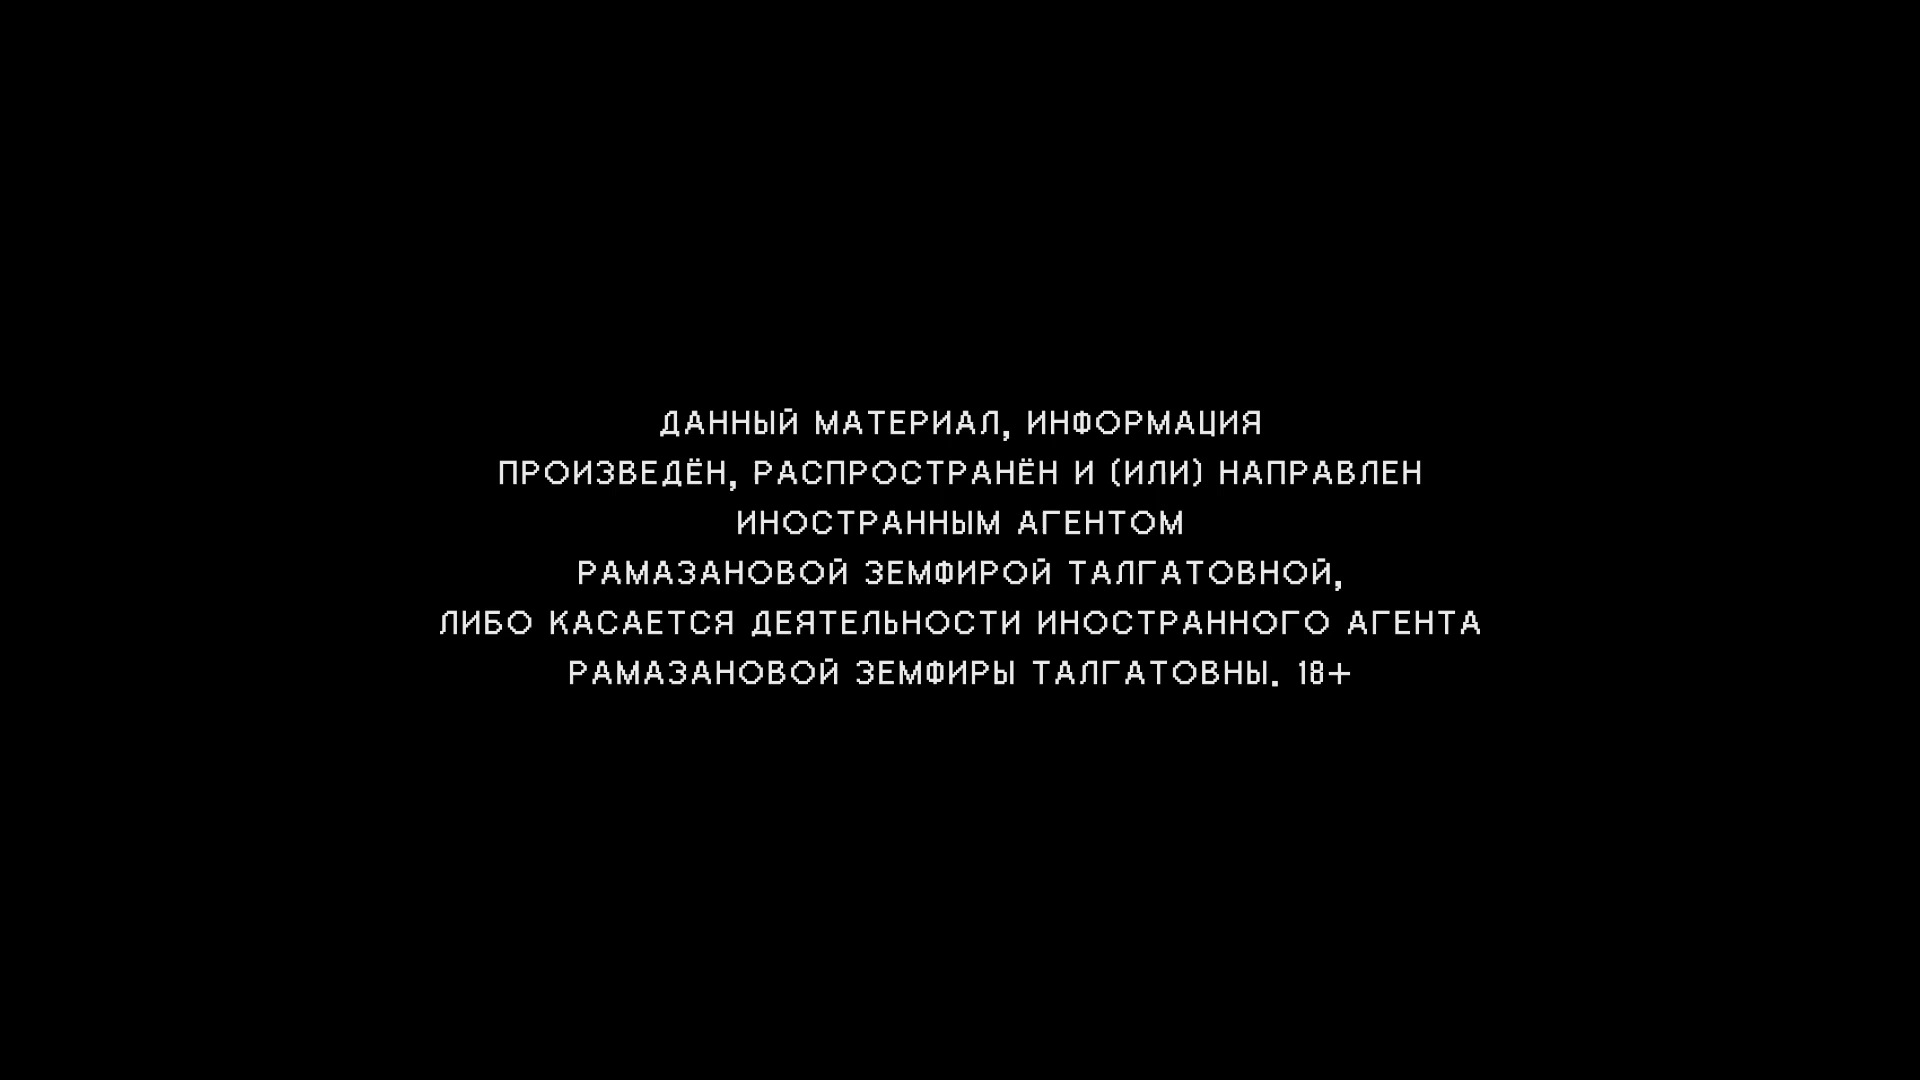 ДАННЫЙ МАТЕРИАЛ, ИНФОРМАЦИЯ
ПРОИЗВЕДЁН, РАСПРОСТРАНЁН И (ИЛИ) НАПРАВЛЕН
ИНОСТРАННЫМ АГЕНТОМ
РАМАЗАНОВОЙ ЗЕМФИРОЙ ТАЛГАТОВНОЙ,
ЛИБО КАСАЕТСЯ ДЕЯТЕЛЬНОСТИ ИНОСТРАННОГО АГЕНТА
РАМАЗАНОВОЙ ЗЕМФИРЫ ТАЛГАТОВНЫ. 18+